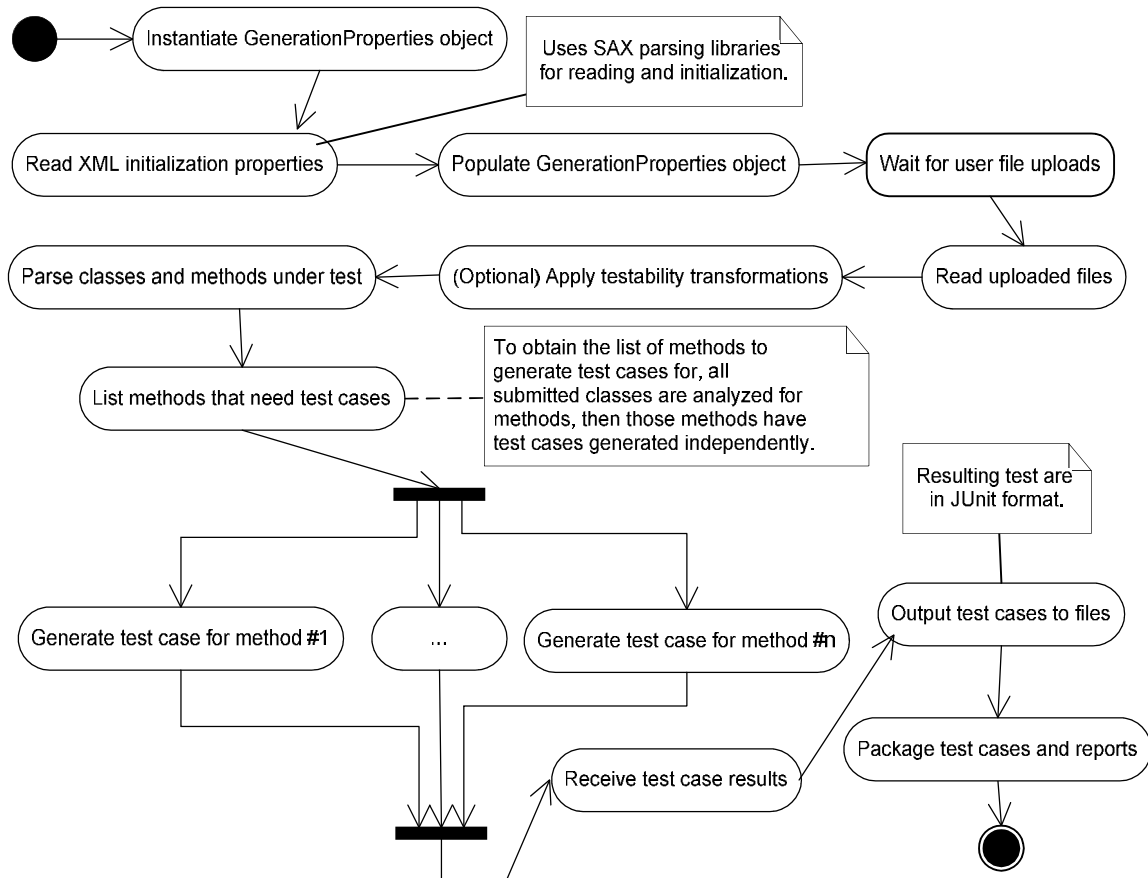 Instantiate GenerationProperties object
Uses SAX parsing libraries
for reading and initialization.
Read XML initialization properties
Populate GenerationProperties object
Wait for user file uploads
Parse classes and methods under test
(Optional) Apply testability transformations
Read uploaded files
To obtain the list of methods to
generate test cases for, all
submitted classes are analyzed for
methods, then those methods have
test cases generated independently.
List methods that need test cases
Resulting test are
in JUnit format.
Generate test case for method #1
...
Generate test case for method #n
Output test cases to files
Package test cases and reports
Receive test case results